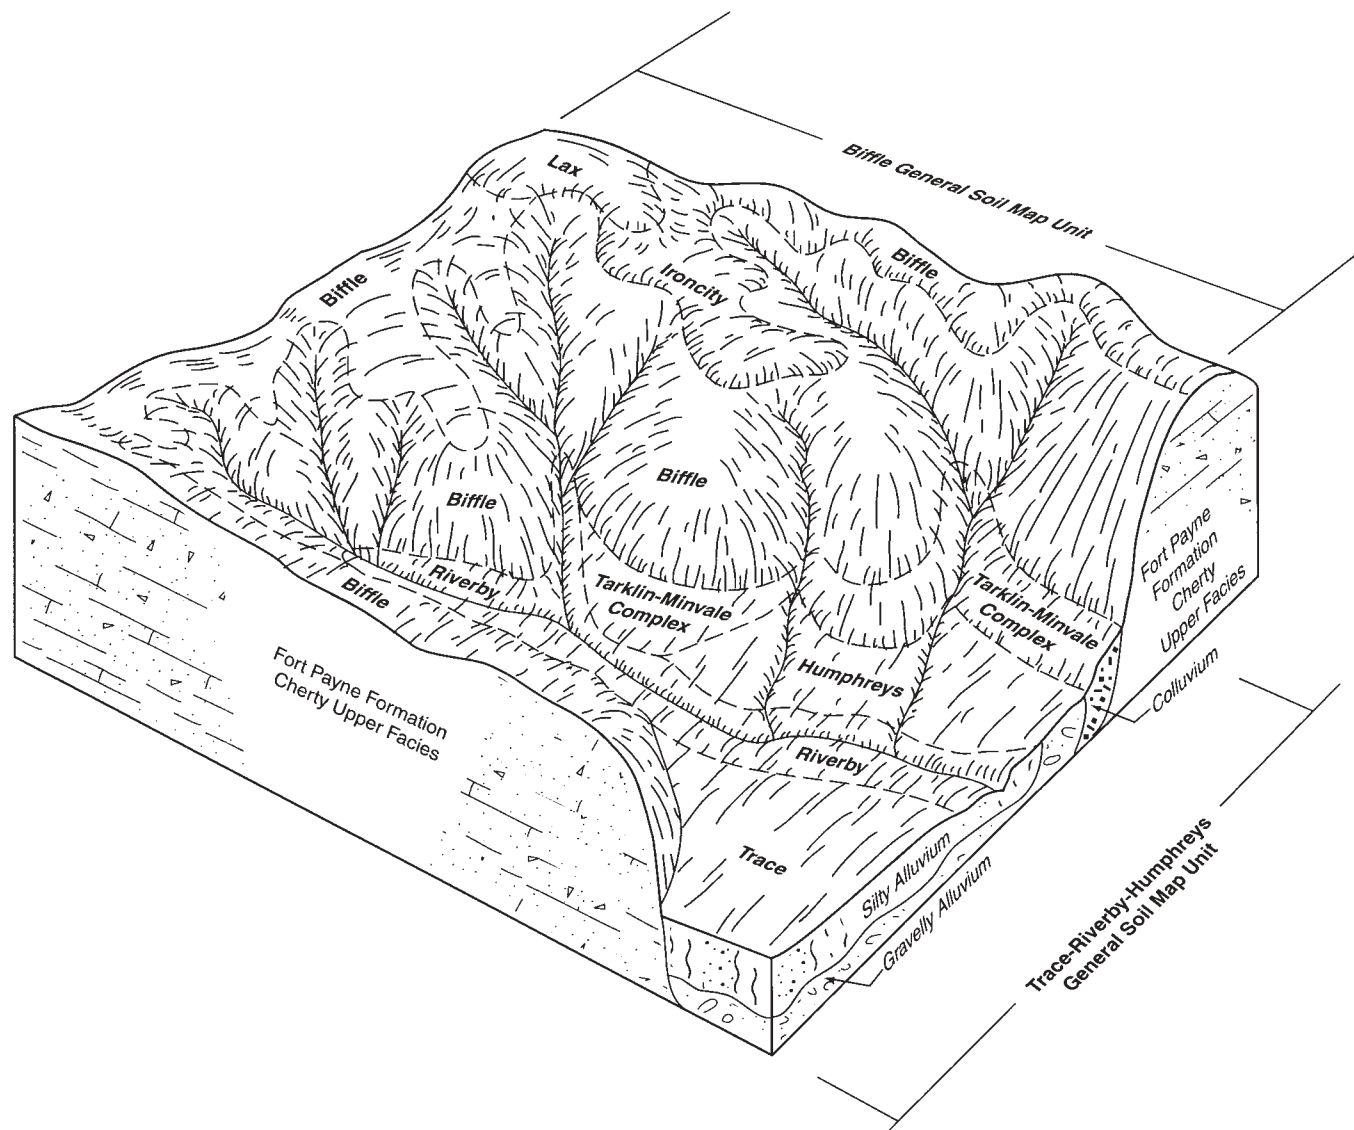 Biffle General Soil Map Unit
Lax
Biffle
Ironcity
Biffle
Biffle
Biffle
Biffle
Riverby
Tarklin-Minvale
Complex
Tarklin-Minvale
Complex
Humphreys
Riverby
Trace
Fort Payne Formation
Cherty Upper Facies
Fort Payne
Formation
Cherty
Upper Facies
Colluvium
Silty Alluvium
Gravelly Alluvium
Trace-Riverby-Humphreys
General Soil Map Unit